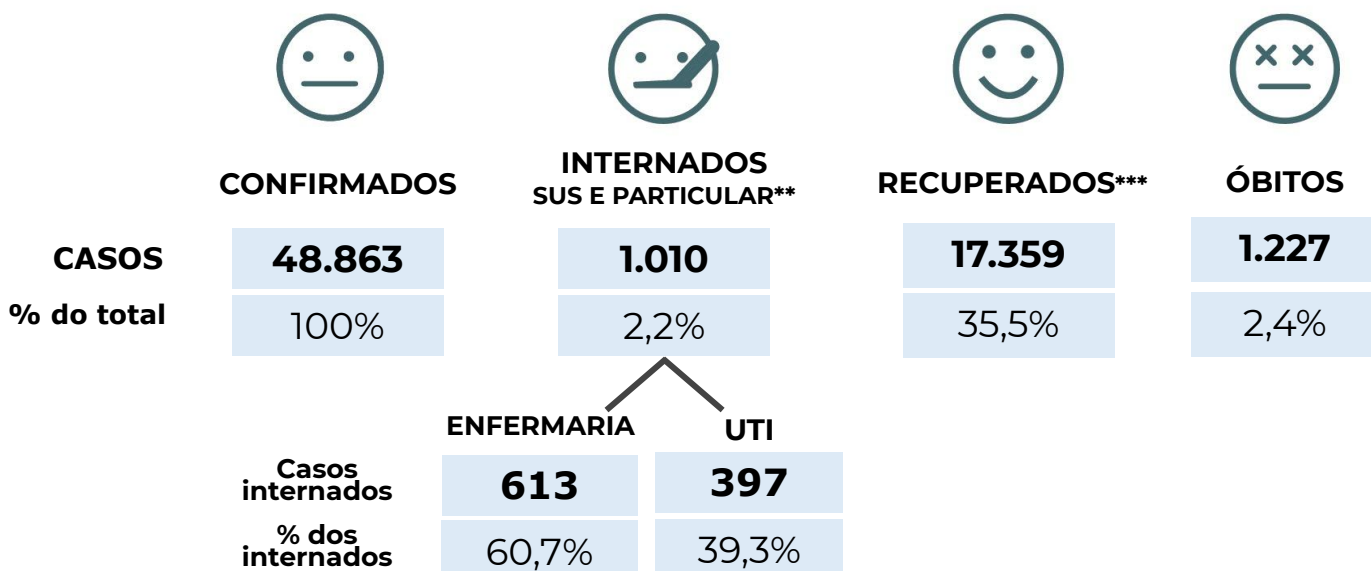 CONFIRMADOS
INTERNADOS
SUS E PARTICULAR**
RECUPERADOS***
ÓBITOS
CASOS
48.863
1.010
17.359
1.227
% do total
100%
2,2%
35,5%
2,4%
ENFERMARIA
UTI
Casos
internados
613
397
% dos
internados
60,7%
39,3%